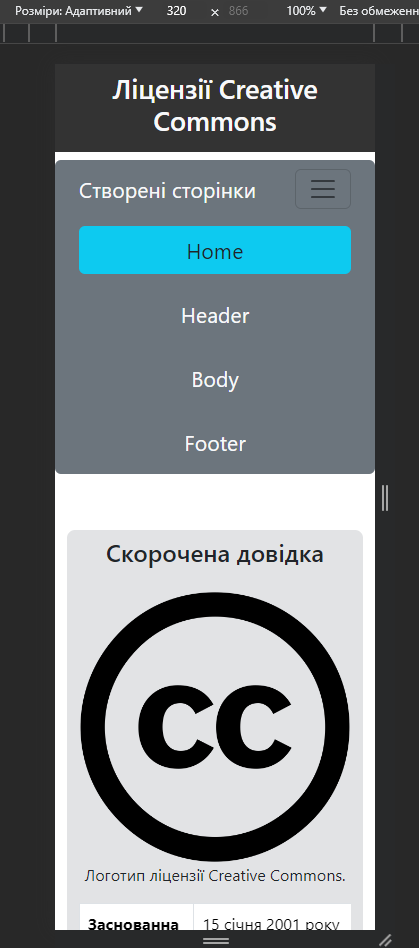 Розміри: Адаптивний 320 × 866 100% Без обмежен
Ліцензії Creative
Commons
Створені сторінки
Home
Header
Body
Footer
Скорочена довідка
cc
Логотип ліцензії Creative Commons.
Заснованна 15 січня 2001 року